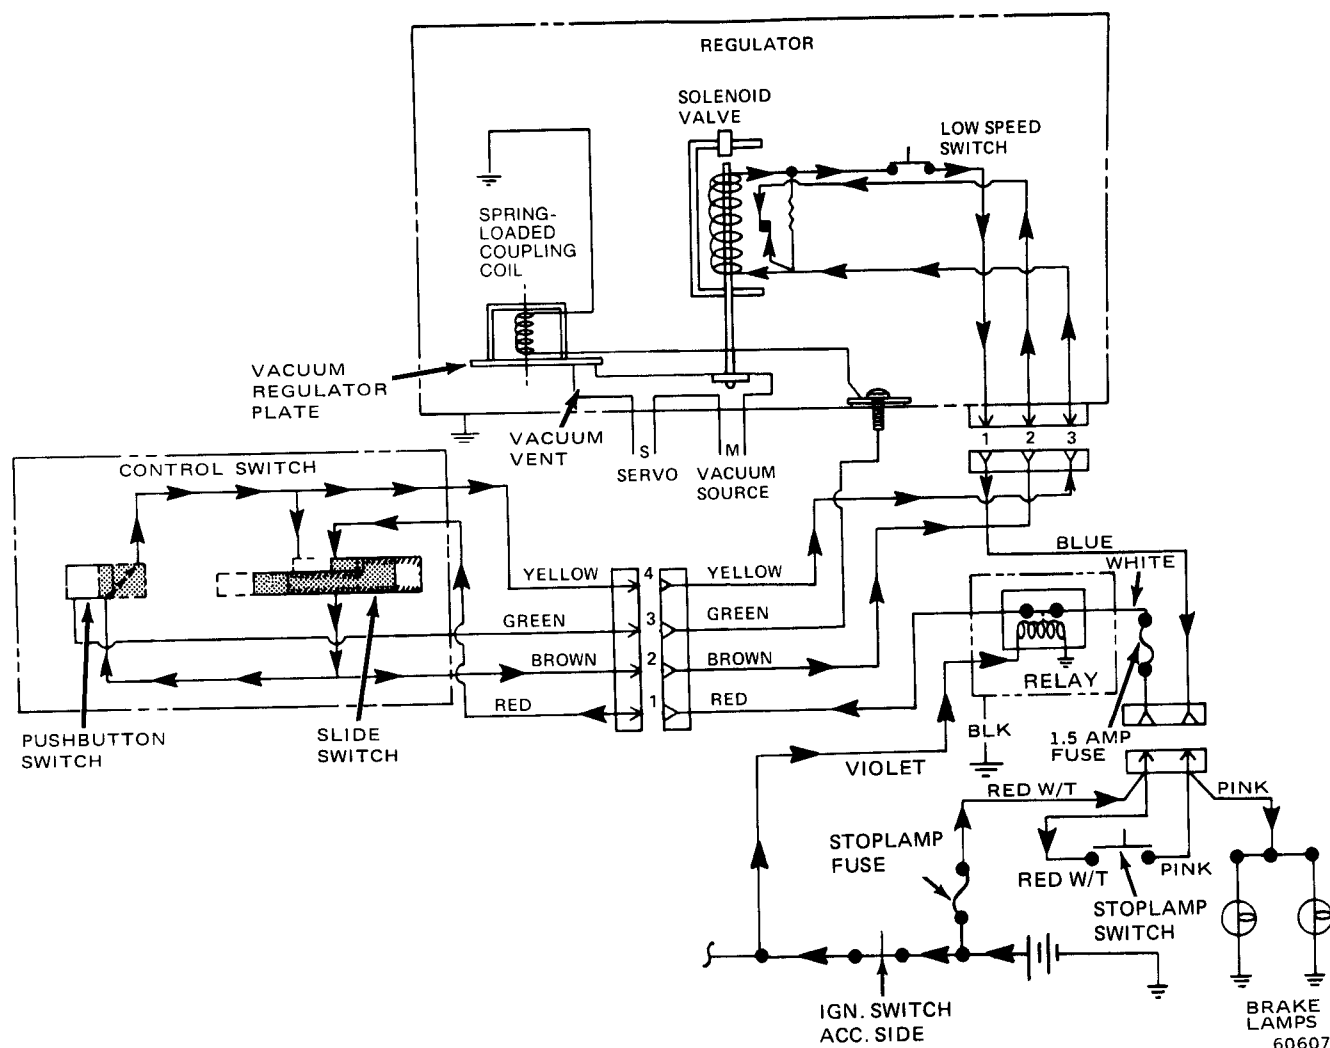 REGULATOR
SOLENOID
VALVE
LOW SPEED
SWITCH
SPRING-
LOADED
COUPLING
COIL
VACUUM
REGULATOR
PLATE
VACUUM
VENT
S
SERVO
M
VACUUM
SOURCE
1 2 3
CONTROL SWITCH
YELLOW
GREEN
BROWN
RED
4
3
2
1
YELLOW
GREEN
BROWN
RED
BLUE
WHITE
RELAY
BLK
1.5 AMP
FUSE
PUSHBUTTON
SWITCH
SLIDE
SWITCH
VIOLET
RED W/T
PINK
STOPLAMP
FUSE
RED W/T
PINK
STOPLAMP
SWITCH
IGN. SWITCH
ACC. SIDE
BRAKE
LAMPS
60607